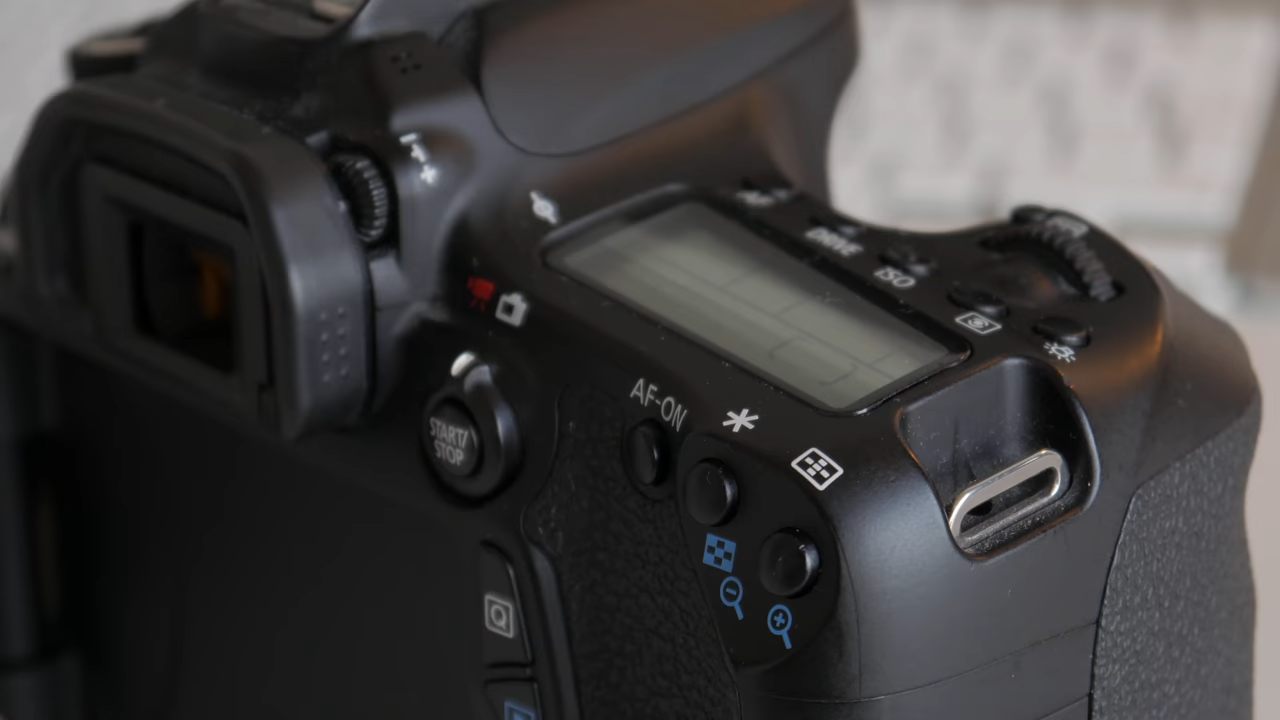 DRIVE
ISO
AF-ON
START/
STOP
Q